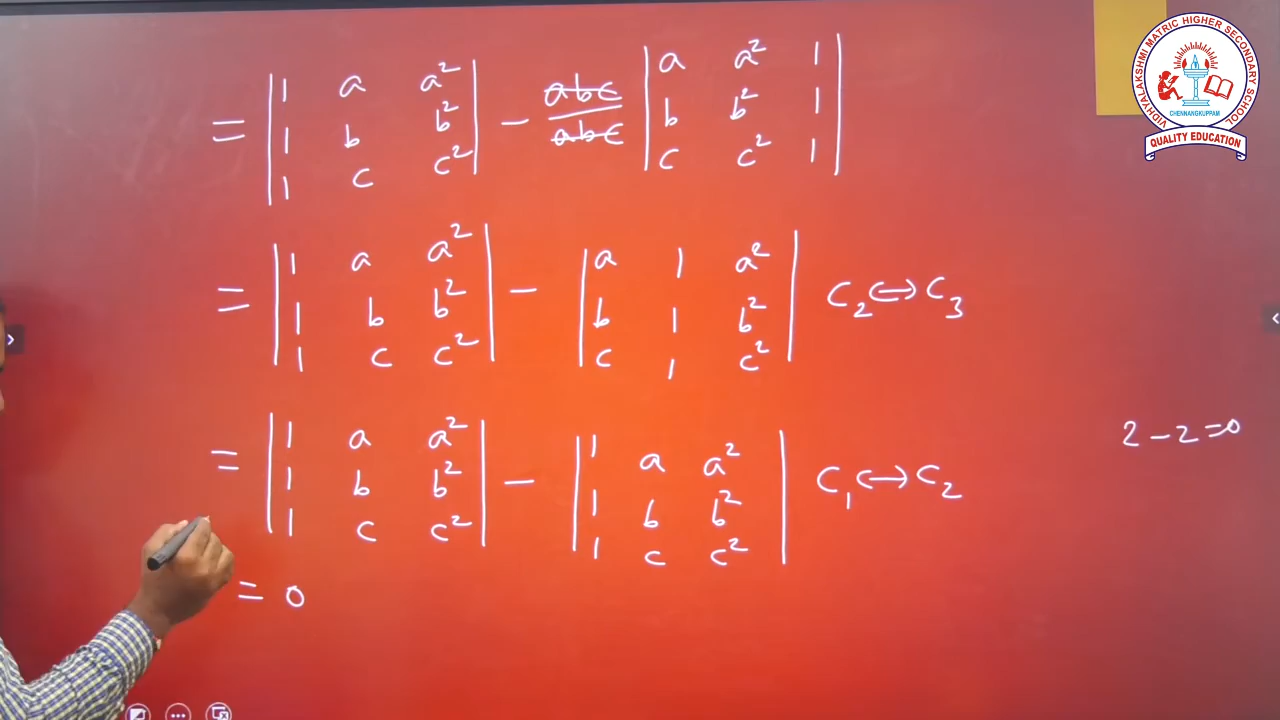 = | 1 a a² | − abc/abc | a a² 1 |
| 1 b b² | | b b² 1 |
| 1 c c² | | c c² 1 |
= | 1 a a² | − | a 1 a² | C₂ ↔ C₃
| 1 b b² | | b 1 b² |
| 1 c c² | | c 1 c² |
= | 1 a a² | − | 1 a a² | C₁ ↔ C₂
| 1 b b² | | 1 b b² |
| 1 c c² | | 1 c c² |
2 − 2 = 0
= 0
VIDHYALAKSHMI MATRIC HIGHER SECONDARY SCHOOL
CHENNANGKUPPAM
QUALITY EDUCATION